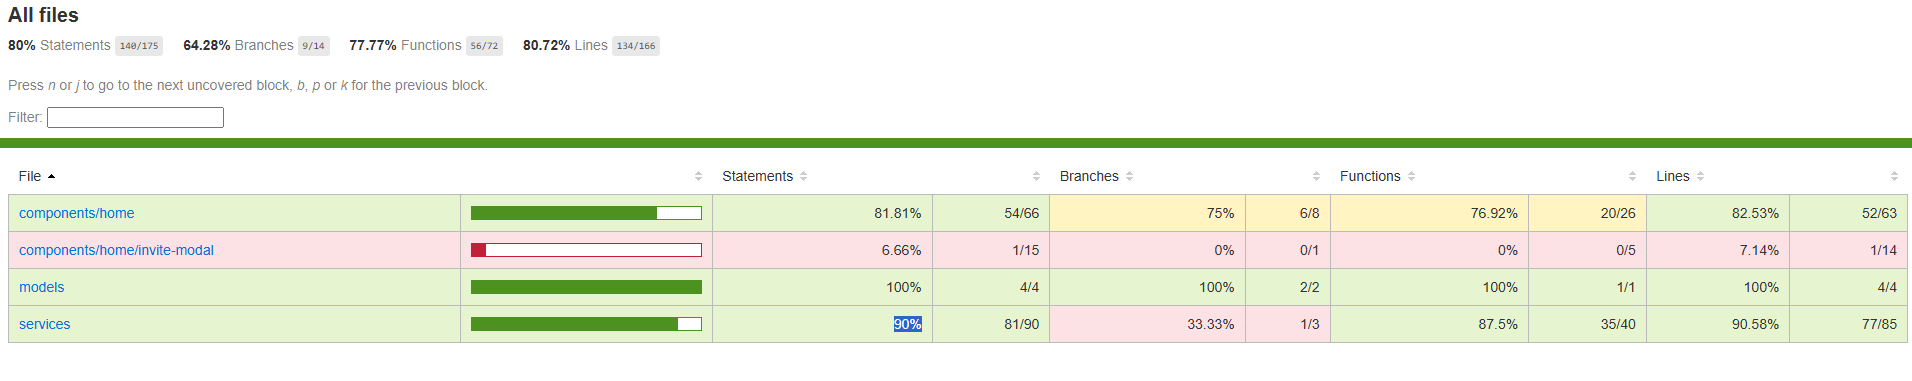 All files
80% Statements 140/175 64.28% Branches 9/14 77.77% Functions 56/72 80.72% Lines 134/166
Press n or j to go to the next uncovered block, b, p or k for the previous block.
Filter:
File Statements Branches Functions Lines
components/home 81.81% 54/66 75% 6/8 76.92% 20/26 82.53% 52/63
components/home/invite-modal 6.66% 1/15 0% 0/1 0% 0/5 7.14% 1/14
models 100% 4/4 100% 2/2 100% 1/1 100% 4/4
services 90% 81/90 33.33% 1/3 87.5% 35/40 90.58% 77/85